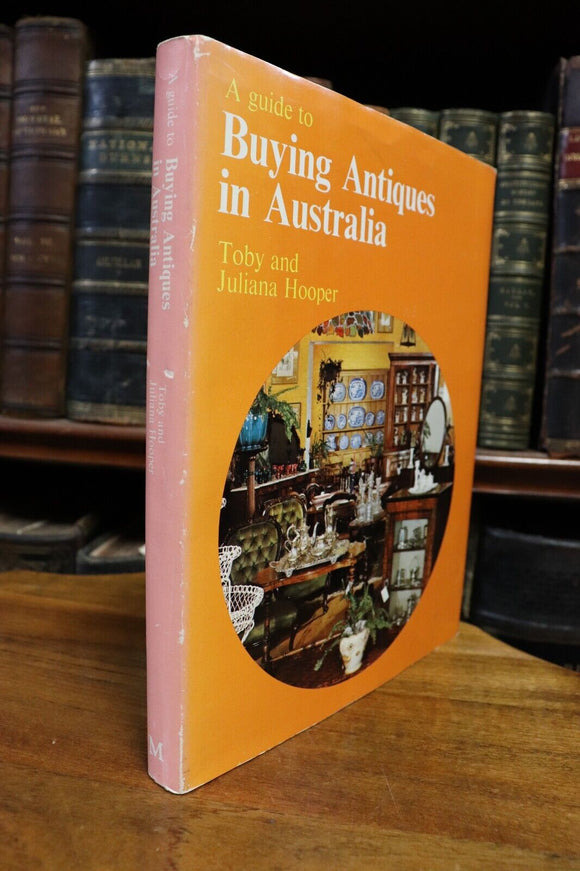 A guide to
Buying Antiques
in Australia
Toby and
Juliana Hooper
A guide to Buying Antiques
in Australia
Toby and
Juliana Hooper
M